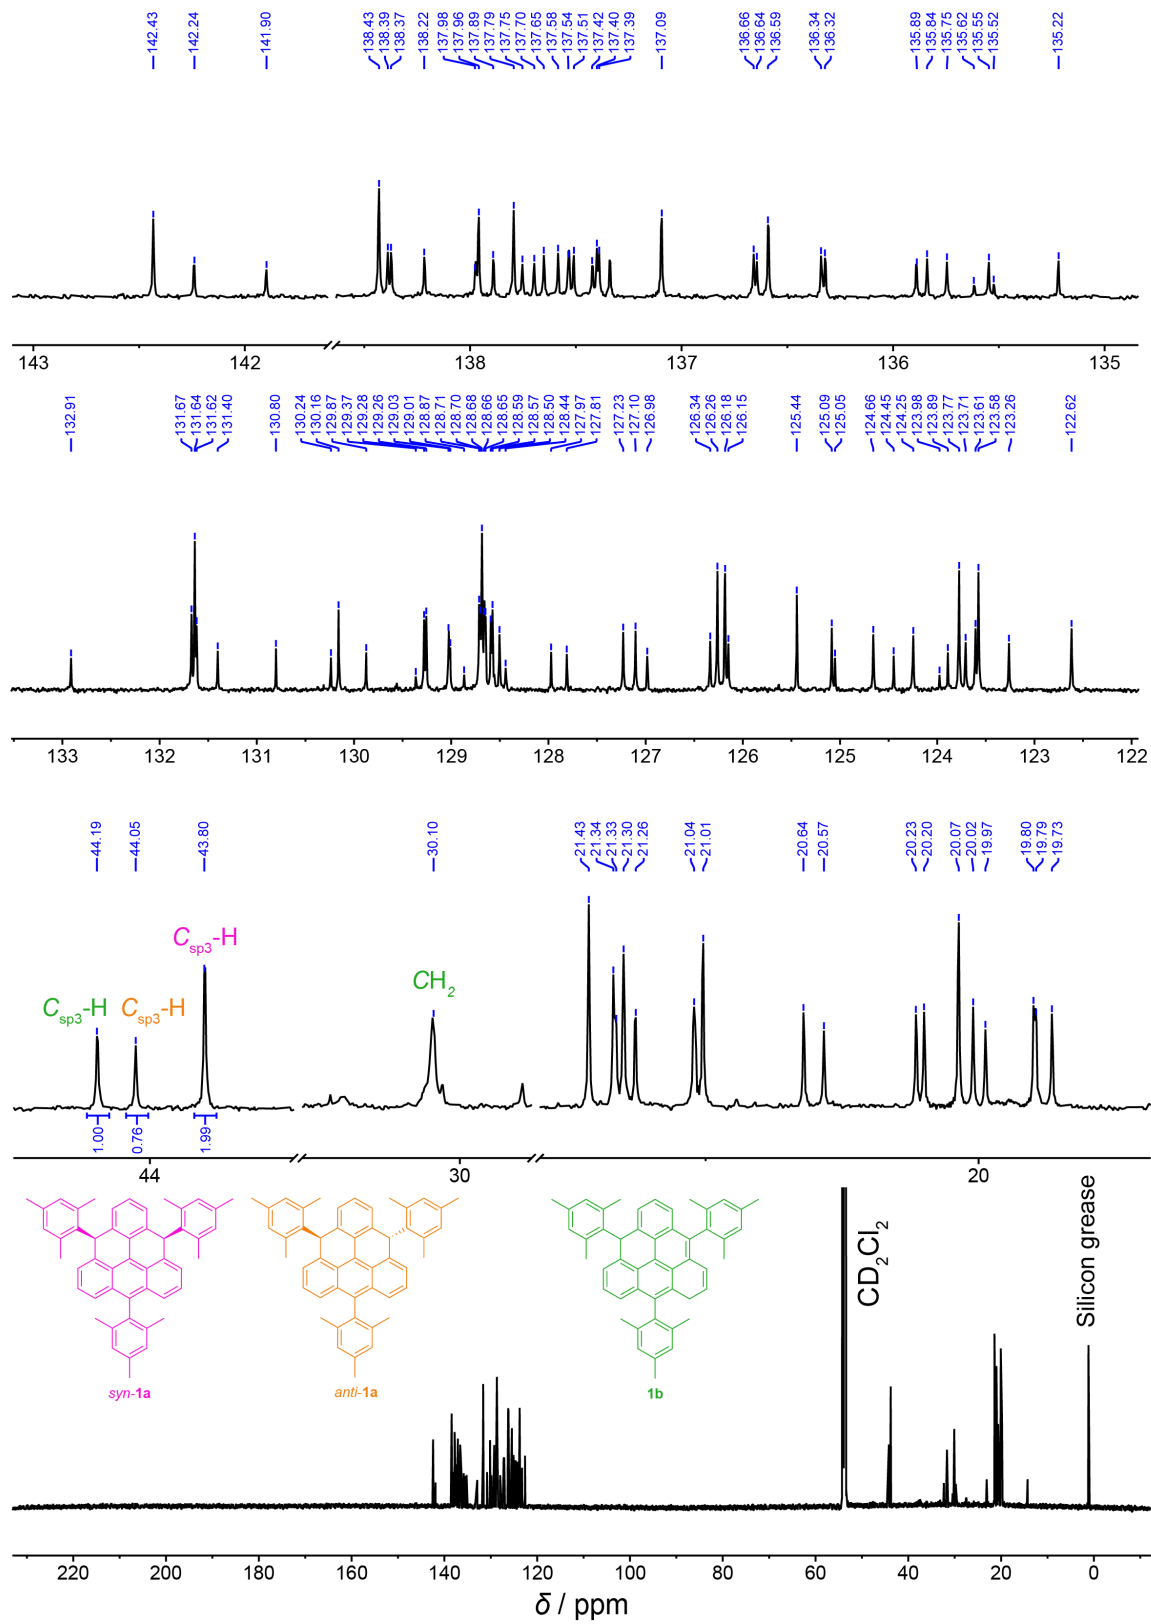 142.43 142.24 141.90 138.43 138.39 138.37 138.22 137.98 137.96 137.89 137.79 137.75 137.70 137.65 137.58 137.54 137.51 137.42 137.40 137.39 137.09 136.66 136.64 136.59 136.34 136.32 135.89 135.84 135.75 135.62 135.55 135.52 135.22
143 142 138 137 136 135
132.91 131.67 131.64 131.62 131.40 130.80 130.24 130.16 129.87 129.37 129.28 129.26 129.03 129.01 128.87 128.71 128.70 128.68 128.66 128.65 128.59 128.57 128.50 128.44 127.97 127.81 127.23 127.10 126.98 126.34 126.26 126.18 126.15 125.44 125.09 125.05 124.66 124.45 124.25 123.98 123.89 123.77 123.71 123.61 123.58 123.26 122.62
133 132 131 130 129 128 127 126 125 124 123 122
44.19 44.05 43.80 30.10 21.43 21.34 21.33 21.30 21.26 21.04 21.01 20.64 20.57 20.23 20.20 20.07 20.02 19.97 19.80 19.79 19.73
C_sp3-H
C_sp3-H
C_sp3-H
CH_2
1.00 0.76 1.99
44 30 20
syn-1a
anti-1a
1b
CD₂Cl₂
Silicon grease
220 200 180 160 140 120 100 80 60 40 20 0
δ / ppm